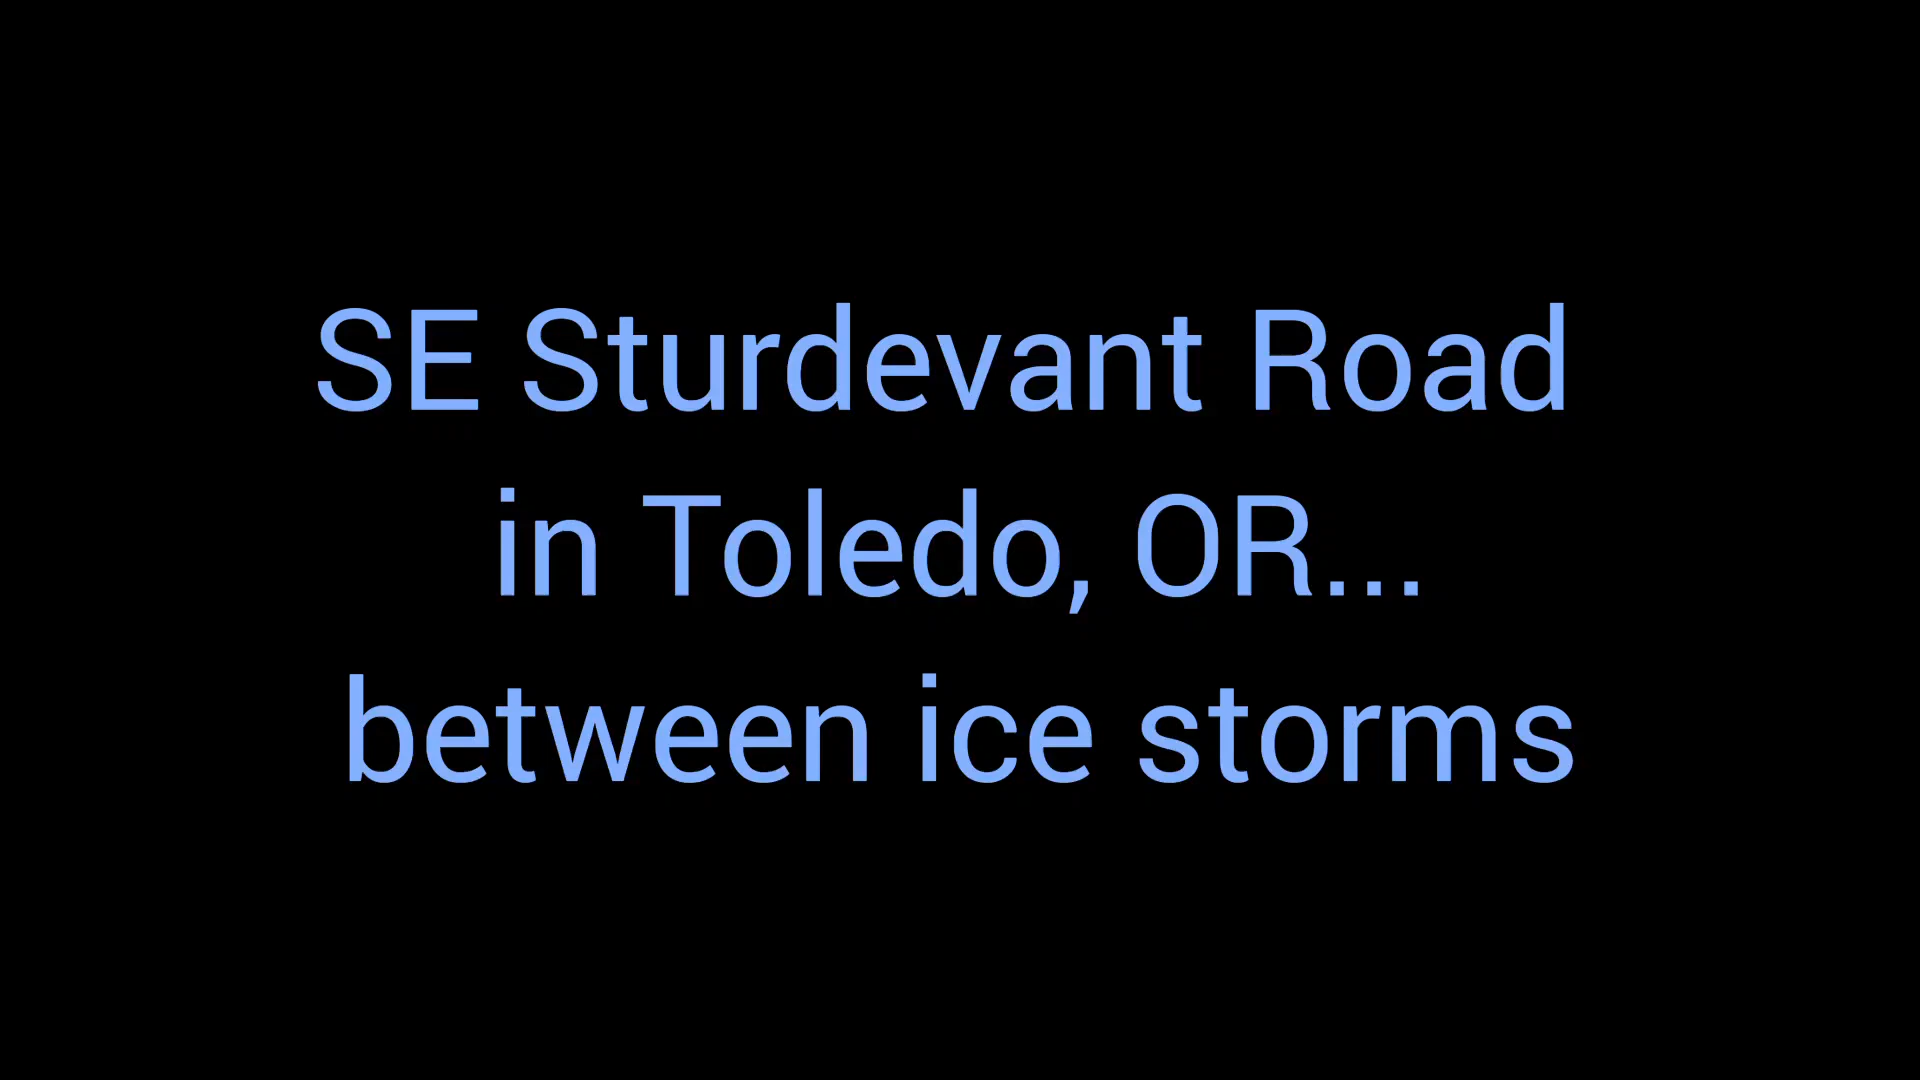 SE Sturdevant Road
in Toledo, OR...
between ice storms